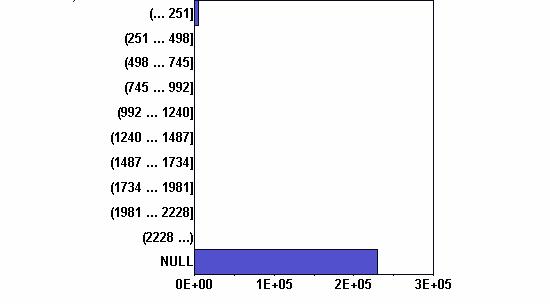 (... 251]
(251 ... 498]
(498 ... 745]
(745 ... 992]
(992 ... 1240]
(1240 ... 1487]
(1487 ... 1734]
(1734 ... 1981]
(1981 ... 2228]
(2228 ...)
NULL
0E+00 1E+05 2E+05 3E+05